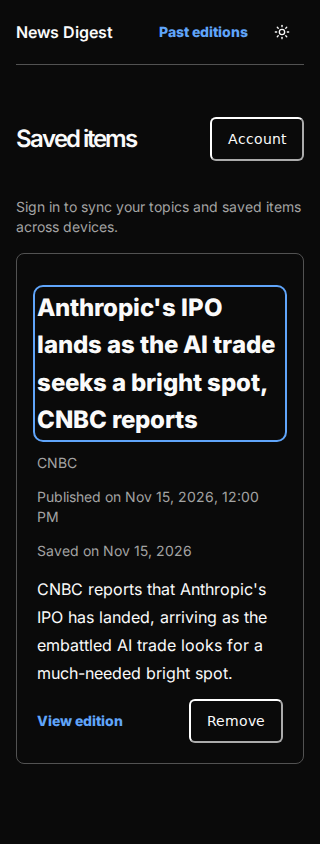 News Digest
Past editions
Saved items
Account
Sign in to sync your topics and saved items
across devices.
Anthropic's IPO
lands as the AI trade
seeks a bright spot,
CNBC reports
CNBC
Published on Nov 15, 2026, 12:00
PM
Saved on Nov 15, 2026
CNBC reports that Anthropic's
IPO has landed, arriving as the
embattled AI trade looks for a
much-needed bright spot.
View edition
Remove